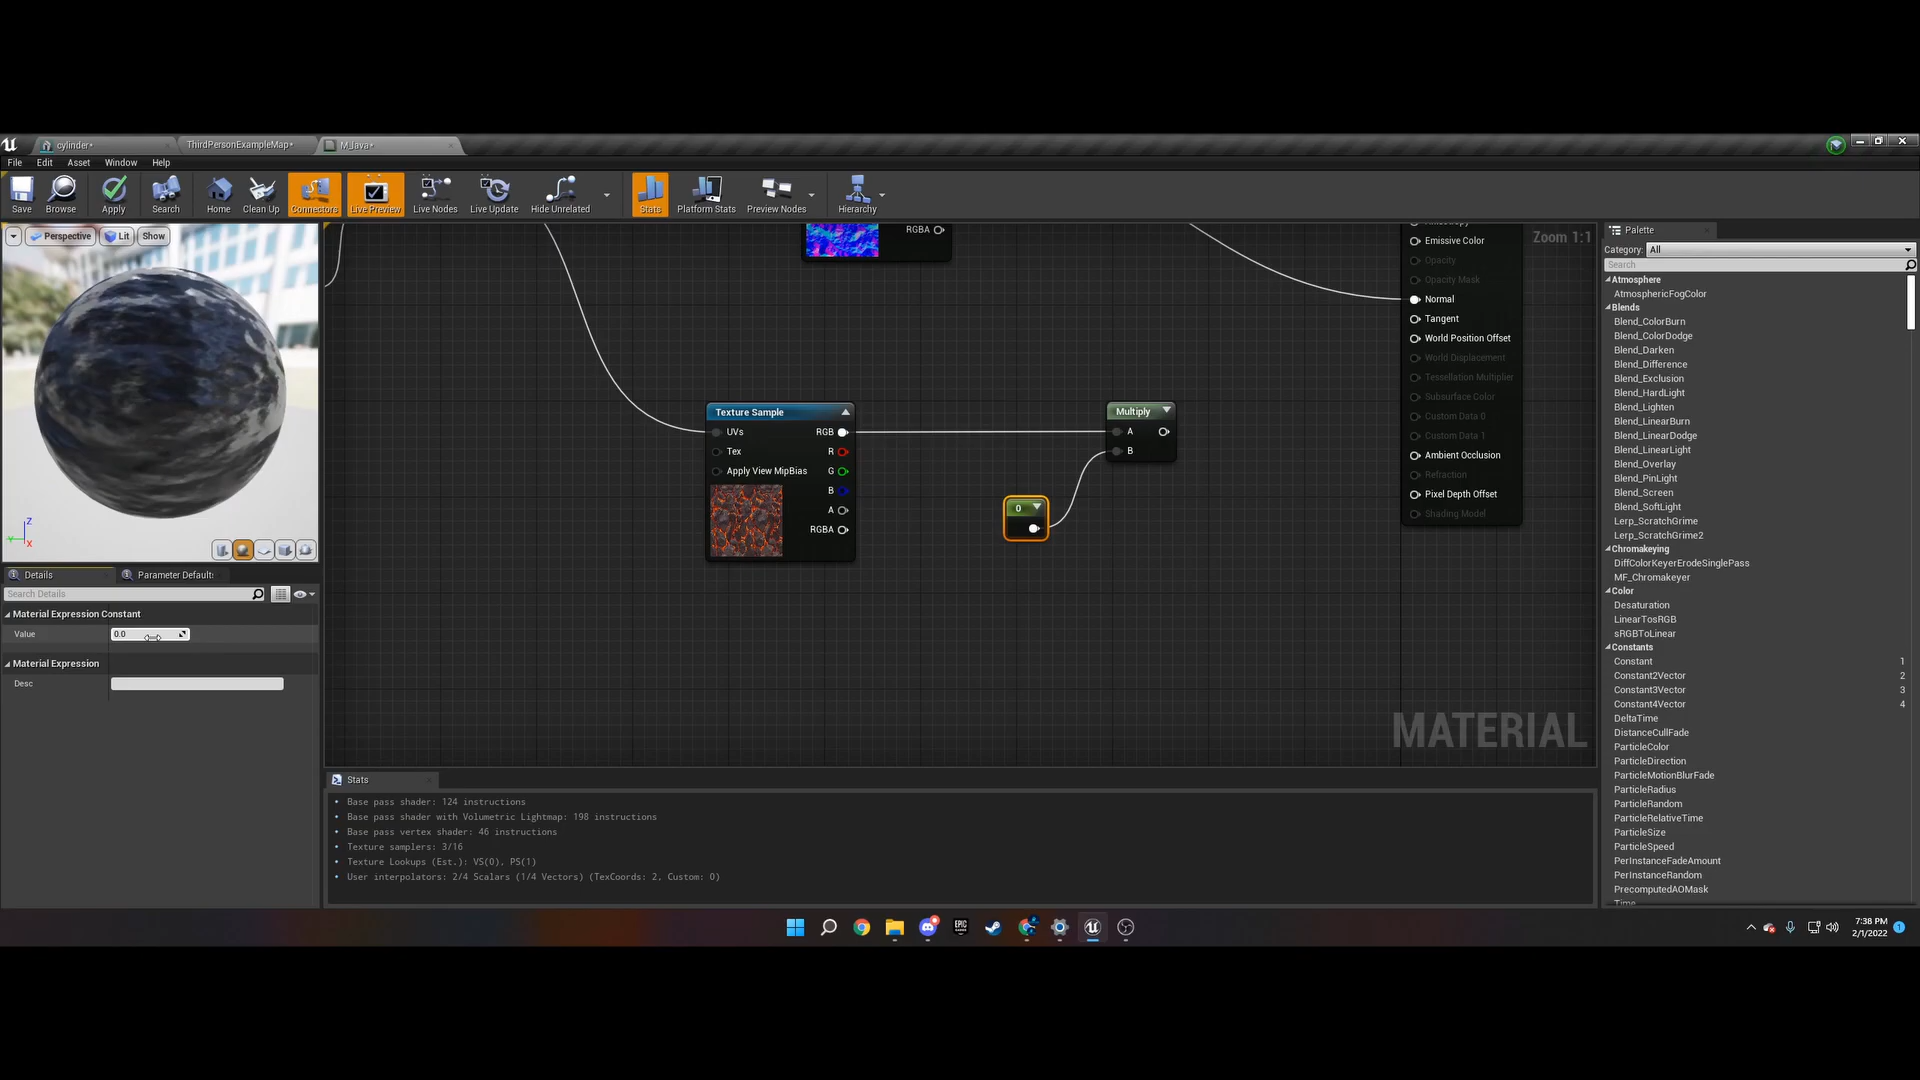 cylinder*
ThirdPersonExampleMap*
M_lava*
File Edit Asset Window Help
Save Browse Apply Search Home Clean Up Connectors Live Preview Live Nodes Live Update Hide Unrelated Stats Platform Stats Preview Nodes Hierarchy
Perspective Lit Show
Z
Y
X
Details
Parameter Default
Search Details
Material Expression Constant
Value 0.0
Material Expression
Desc
RGBA
Zoom 1:1
Emissive Color
Opacity
Opacity Mask
Normal
Tangent
World Position Offset
World Displacement
Tessellation Multiplier
Subsurface Color
Custom Data 0
Custom Data 1
Ambient Occlusion
Refraction
Pixel Depth Offset
Shading Model
Texture Sample
UVs RGB
Tex R
Apply View MipBias G
B
A
RGBA
Multiply
A
B
0
MATERIAL
Stats
Base pass shader: 124 instructions
Base pass shader with Volumetric Lightmap: 198 instructions
Base pass vertex shader: 46 instructions
Texture samplers: 3/16
Texture Lookups (Est.): VS(0), PS(1)
User interpolators: 2/4 Scalars (1/4 Vectors) (TexCoords: 2, Custom: 0)
Palette
Category: All
Search
Atmosphere
AtmosphericFogColor
Blends
Blend_ColorBurn
Blend_ColorDodge
Blend_Darken
Blend_Difference
Blend_Exclusion
Blend_HardLight
Blend_Lighten
Blend_LinearBurn
Blend_LinearDodge
Blend_LinearLight
Blend_Overlay
Blend_PinLight
Blend_Screen
Blend_SoftLight
Lerp_ScratchGrime
Lerp_ScratchGrime2
Chromakeying
DiffColorKeyerErodeSinglePass
MF_Chromakeyer
Color
Desaturation
LinearTosRGB
sRGBToLinear
Constants
Constant 1
Constant2Vector 2
Constant3Vector 3
Constant4Vector 4
DeltaTime
DistanceCullFade
ParticleColor
ParticleDirection
ParticleMotionBlurFade
ParticleRadius
ParticleRandom
ParticleRelativeTime
ParticleSize
ParticleSpeed
PerInstanceFadeAmount
PerInstanceRandom
PrecomputedAOMask
Time
EPIC
7:38 PM
2/1/2022
1